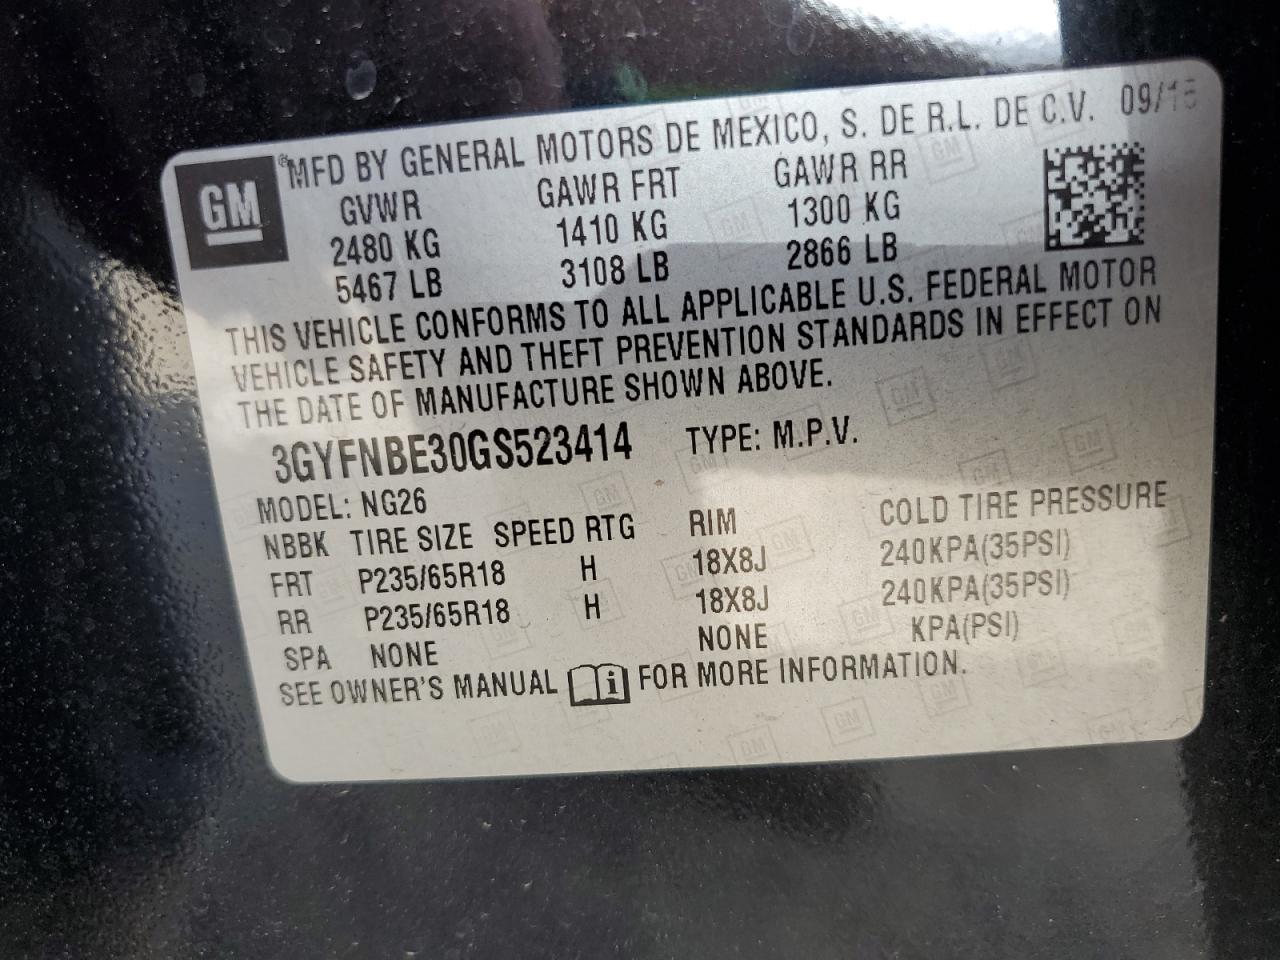 GM
® MFD BY GENERAL MOTORS DE MEXICO, S. DE R.L. DE C.V. 09/15
GVWR GAWR FRT GAWR RR
2480 KG 1410 KG 1300 KG
5467 LB 3108 LB 2866 LB
THIS VEHICLE CONFORMS TO ALL APPLICABLE U.S. FEDERAL MOTOR
VEHICLE SAFETY AND THEFT PREVENTION STANDARDS IN EFFECT ON
THE DATE OF MANUFACTURE SHOWN ABOVE.
3GYFNBE30GS523414 TYPE: M.P.V.
MODEL: NG26
NBBK TIRE SIZE SPEED RTG RIM COLD TIRE PRESSURE
FRT P235/65R18 H 18X8J 240KPA(35PSI)
RR P235/65R18 H 18X8J 240KPA(35PSI)
SPA NONE NONE KPA(PSI)
SEE OWNER'S MANUAL i FOR MORE INFORMATION.